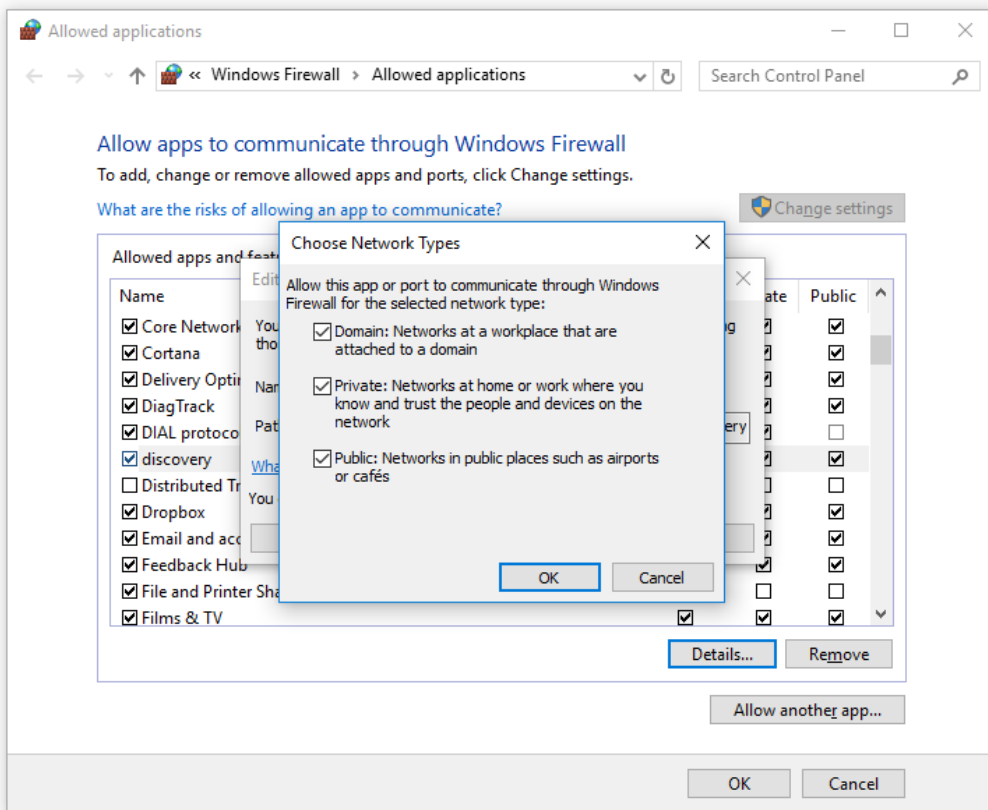 Allowed applications
« Windows Firewall › Allowed applications
Search Control Panel
Allow apps to communicate through Windows Firewall
To add, change or remove allowed apps and ports, click Change settings.
What are the risks of allowing an app to communicate?
Change settings
Allowed apps and
Name
Public
Core Network
Cortana
Delivery
DiagTrack
DIAL
discovery
Distributed
Dropbox
Email and
Feedback Hub
File and Printer
Films & TV
Edit
You
Choose Network Types
Allow this app or port to communicate through Windows
Firewall for the selected network type:
Domain: Networks at a workplace that are
attached to a domain
Private: Networks at home or work where you
know and trust the people and devices on the
network
Public: Networks in public places such as airports
or cafés
OK
Cancel
You
Details...
Remove
Allow another app...
OK
Cancel